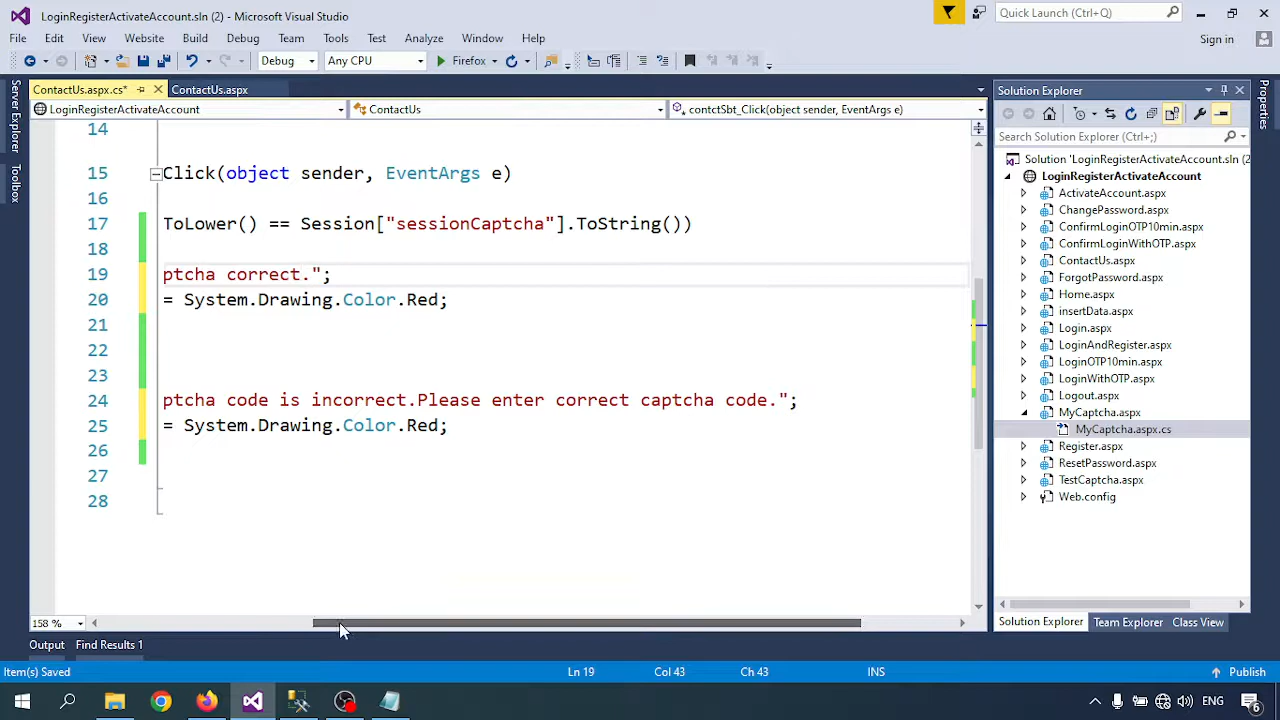 LoginRegisterActivateAccount.sln (2) - Microsoft Visual Studio
Quick Launch (Ctrl+Q)
File Edit View Website Build Debug Team Tools Test Analyze Window Help
Sign in
Debug Any CPU Firefox
ContactUs.aspx.cs* ContactUs.aspx
LoginRegisterActivateAccount ContactUs contctSbt_Click(object sender, EventArgs e)
Server Explorer
Toolbox
14
15 Click(object sender, EventArgs e)
16
17 ToLower() == Session["sessionCaptcha"].ToString())
18
19 ptcha correct.";
20 = System.Drawing.Color.Red;
21
22
23
24 ptcha code is incorrect.Please enter correct captcha code.";
25 = System.Drawing.Color.Red;
26
27
28
158 %
Solution Explorer
Search Solution Explorer (Ctrl+;)
Solution 'LoginRegisterActivateAccount.sln (2
LoginRegisterActivateAccount
ActivateAccount.aspx
ChangePassword.aspx
ConfirmLoginOTP10min.aspx
ConfirmLoginWithOTP.aspx
ContactUs.aspx
ForgotPassword.aspx
Home.aspx
insertData.aspx
Login.aspx
LoginAndRegister.aspx
LoginOTP10min.aspx
LoginWithOTP.aspx
Logout.aspx
MyCaptcha.aspx
MyCaptcha.aspx.cs
Register.aspx
ResetPassword.aspx
TestCaptcha.aspx
Web.config
Solution Explorer Team Explorer Class View
Properties
Output Find Results 1
Item(s) Saved Ln 19 Col 43 Ch 43 INS Publish
ENG 6